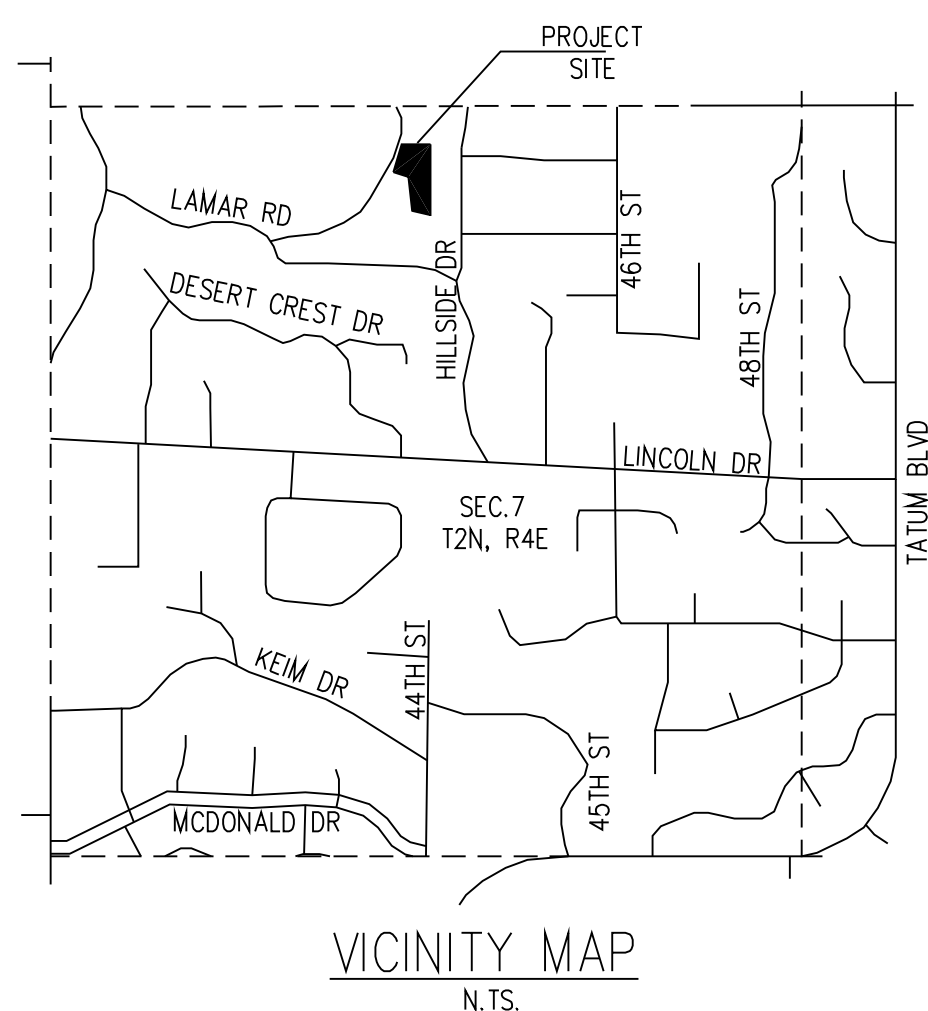 PROJECT
SITE
LAMAR RD
46TH ST
HILLSIDE DR
DESERT CREST DR
48TH ST
TATUM BLVD
LINCOLN DR
SEC.7
T2N, R4E
44TH ST
KEIM DR
45TH ST
MCDONALD DR
VICINITY MAP
N.TS.